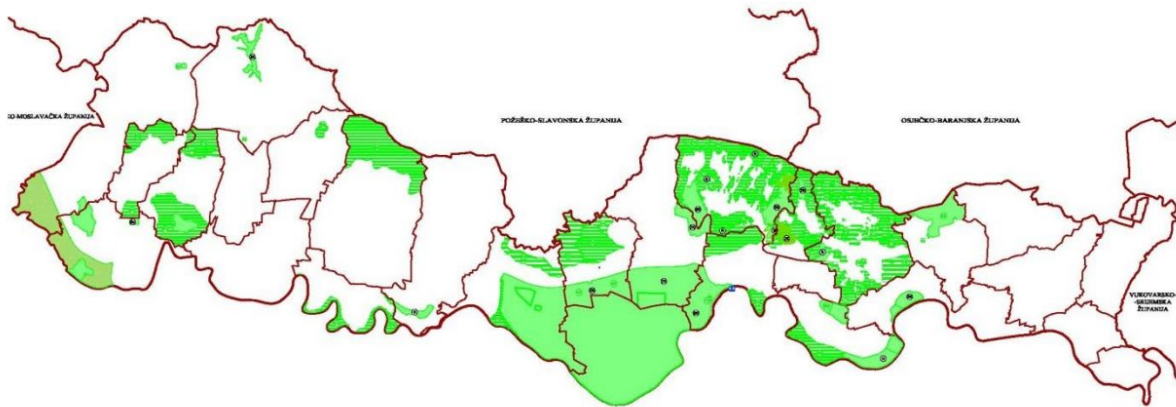 :O-MOSLAVAČKA ŽUPANIJA
POŽEŠKO-SLAVONSKA ŽUPANIJA
OSJEČKO-BARANJSKA ŽUPANIJA
VUKOVARSKO-
-SRIJEMSKA
ŽUPANIJA